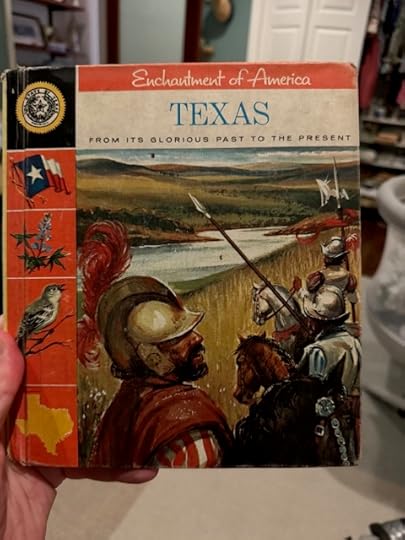 Enchantment of America
TEXAS
FROM ITS GLORIOUS PAST TO THE PRESENT